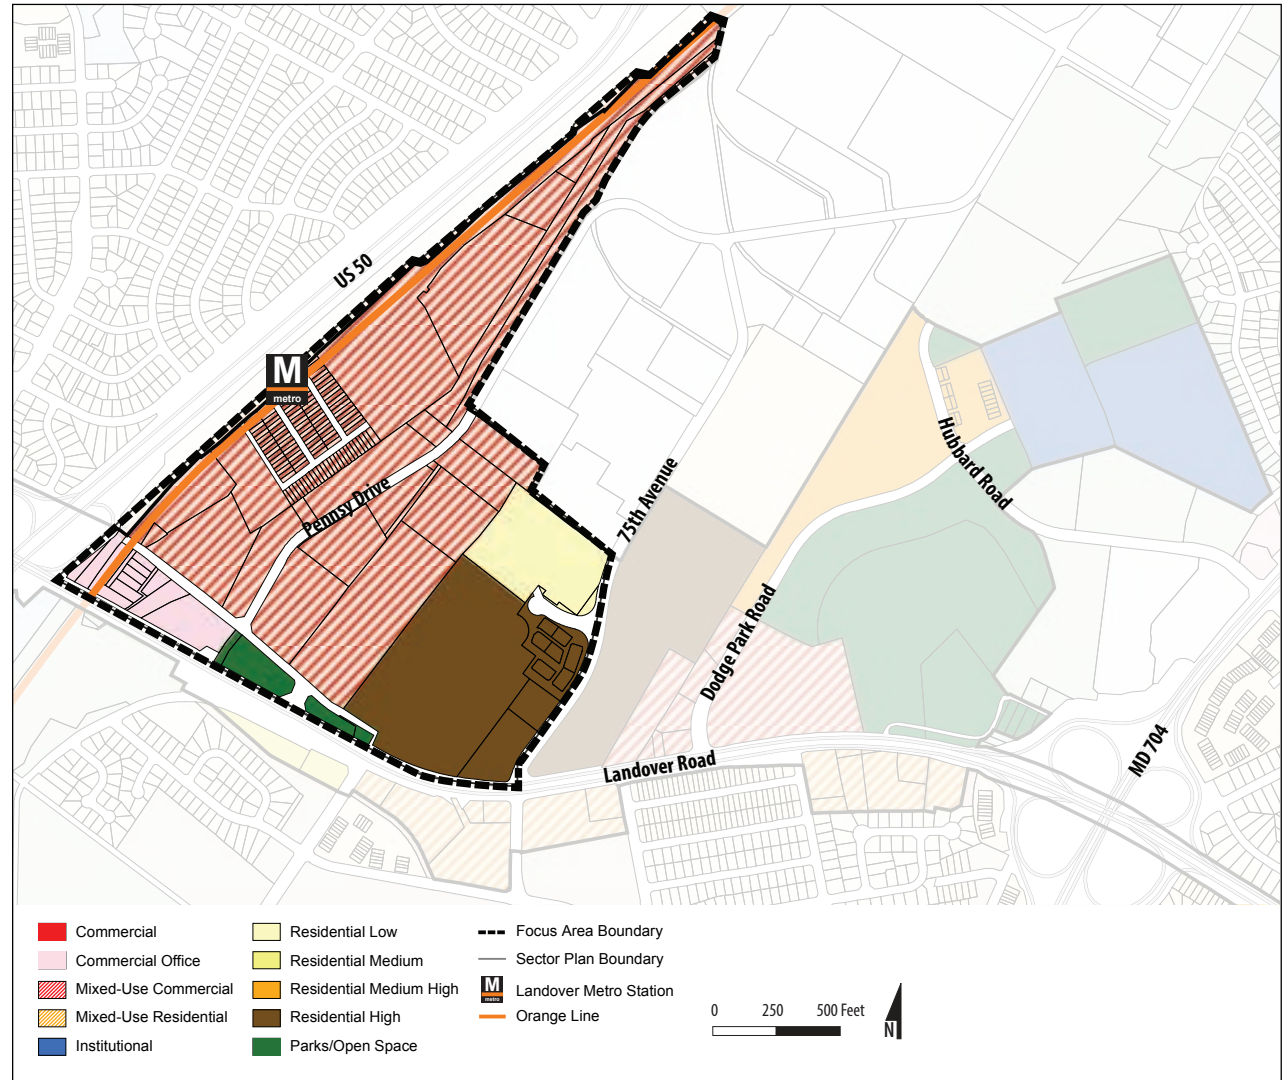 US 50
M
metro
Pennsy Drive
75th Avenue
Hubbard Road
Dodge Park Road
Landover Road
MD 704
Commercial
Commercial Office
Mixed-Use Commercial
Mixed-Use Residential
Institutional
Residential Low
Residential Medium
Residential Medium High
Residential High
Parks/Open Space
Focus Area Boundary
Sector Plan Boundary
M
metro
Landover Metro Station
Orange Line
0 250 500 Feet
N